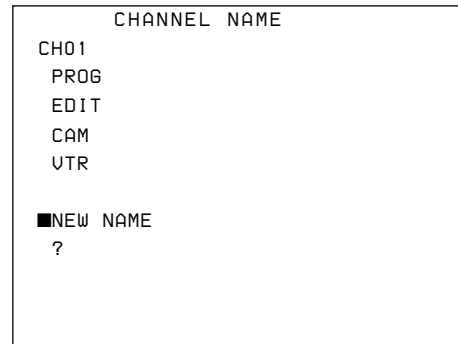 CHANNEL NAME
CH01
PROG
EDIT
CAM
VTR
■NEW NAME
?